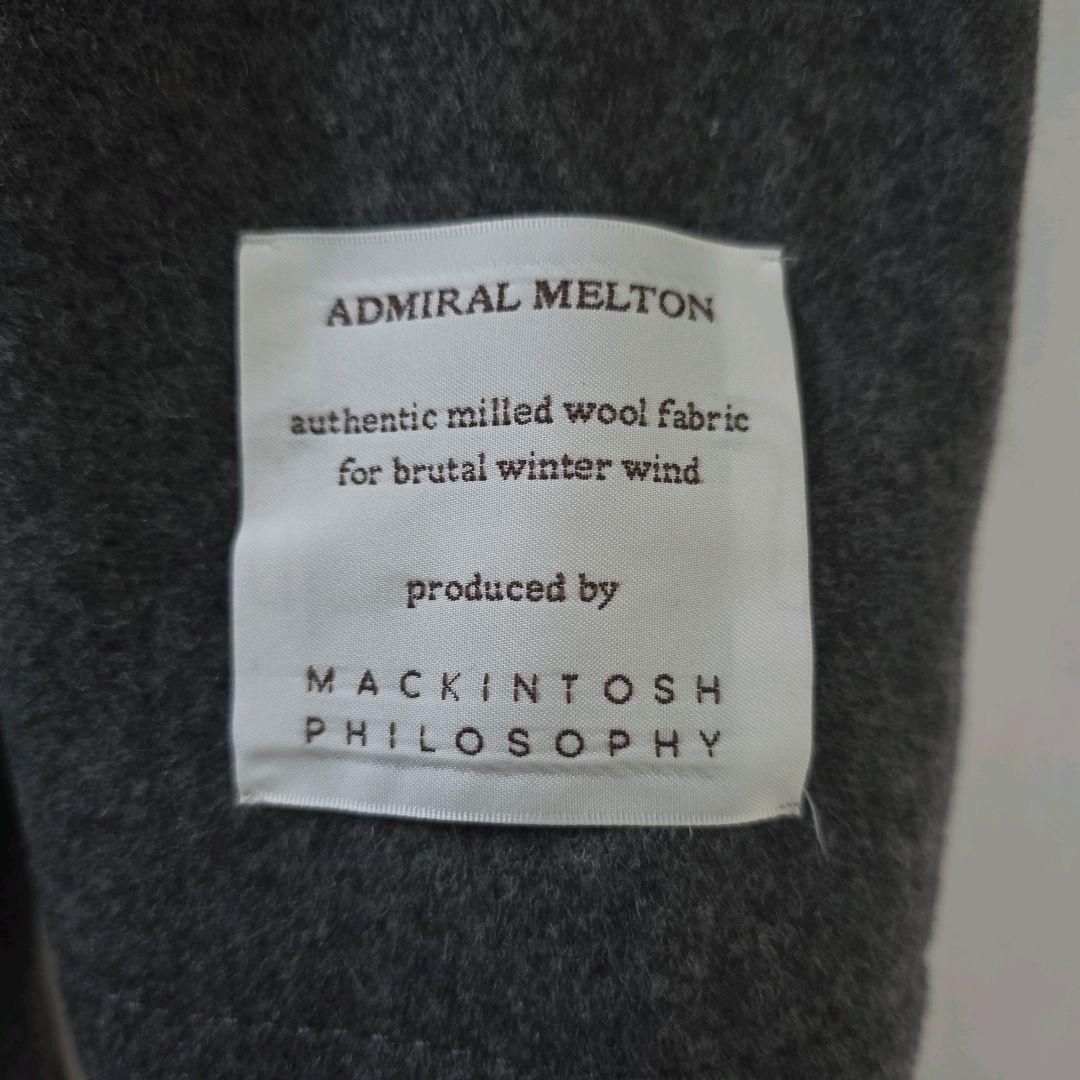 ADMIRAL MELTON
authentic milled wool fabric
for brutal winter wind
produced by
MACKINTOSH
PHILOSOPHY